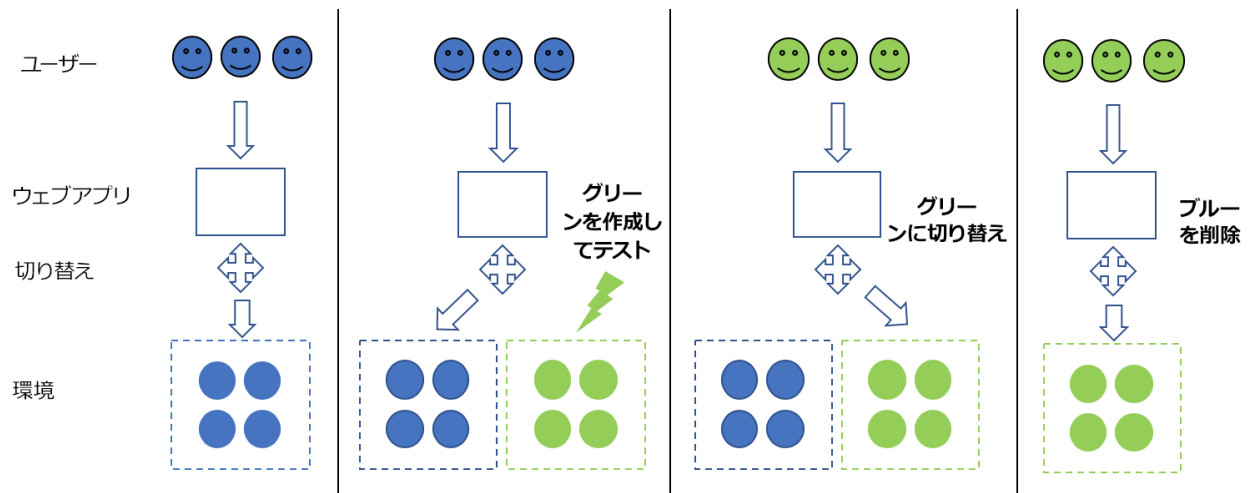 ユーザー
ウェブアプリ
グリー
ンを作成し
てテスト
グリー
ンに切り替え
ブルー
を削除
切り替え
環境